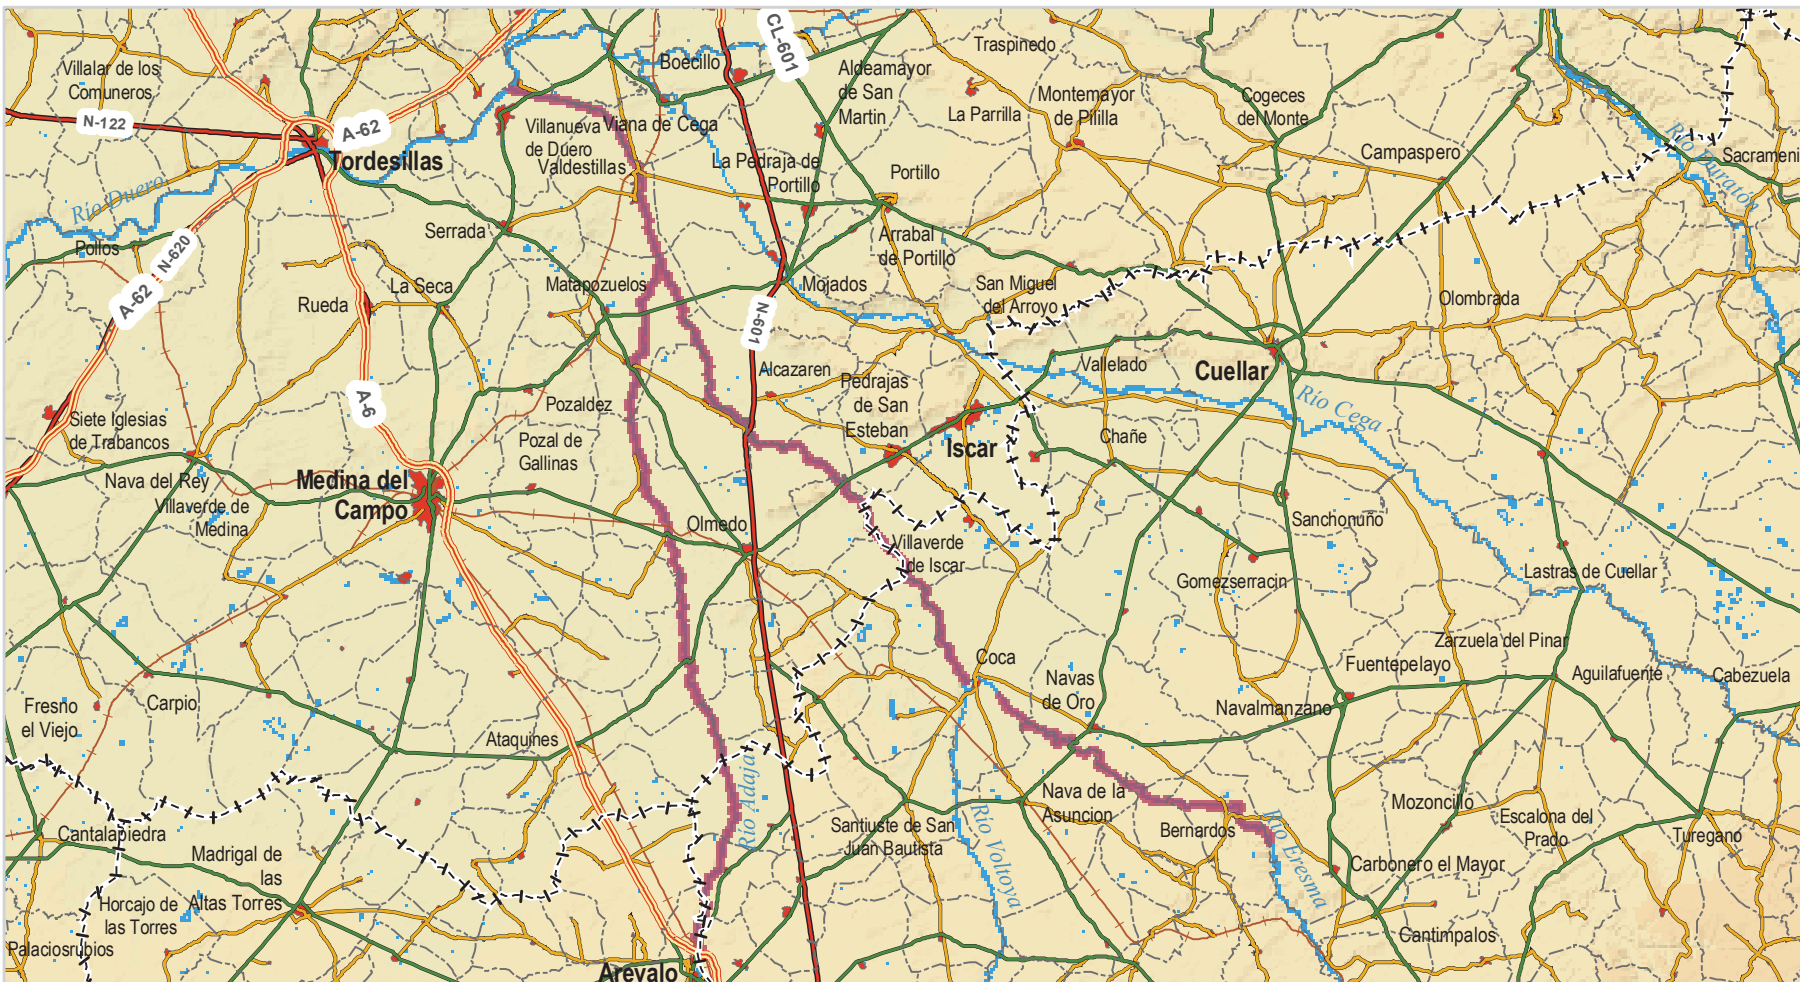 CL-601
Traspinedo
Villalar de los
Comuneros
Boecillo
Aldeamayor
de San
Martin
N-122
A-62
La Parrilla
Montemayor
de Pililla
Cogeces
del Monte
Villanueva
de Duero
Viana de Cega
Tordesillas
Valdestillas
La Pedraja de
Portillo
Portillo
Campaspero
Río Duratón
Sacrameni
Río Duero
Pollos
N-620
A-62
Serrada
Arrabal
de Portillo
Rueda
La Seca
Matapozuelos
Mojados
San Miguel
del Arroyo
Olombrada
N-601
A-6
Alcazaren
Pedrajas
de San
Esteban
Vallelado
Cuellar
Río Cega
Siete Iglesias
de Trabancos
Pozaldez
Pozal de
Gallinas
Iscar
Chañe
Nava del Rey
Villaverde de
Medina
Medina del
Campo
Olmedo
Villaverde
de Iscar
Sanchonuño
Gomezserracin
Lastras de Cuellar
Zarzuela del Pinar
Coca
Navas
de Oro
Fuentepelayo
Aguilafuente
Cabezuela
Fresno
el Viejo
Carpio
Navalmanzano
Ataquines
Río Adaja
Nava de la
Asuncion
Mozoncillo
Escalona del
Prado
Turegano
Cantalapiedra
Santiuste de San
Juan Bautista
Río Voltoya
Bernardos
Río Eresma
Carbonero el Mayor
Madrigal de
las
Altas Torres
Horcajo de
las Torres
Palaciosrubios
Arevalo
Cantimpalos